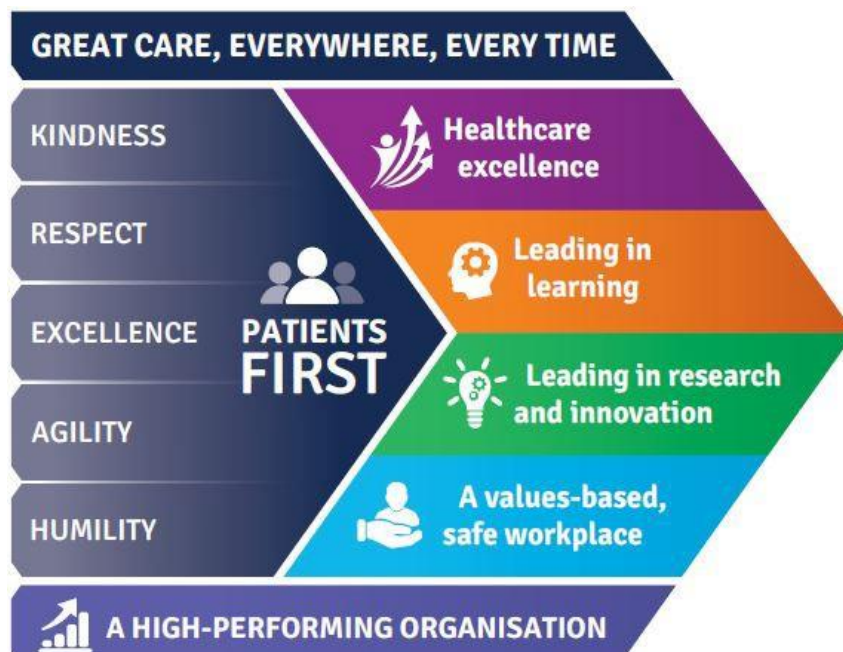 GREAT CARE, EVERYWHERE, EVERY TIME
KINDNESS
RESPECT
EXCELLENCE
AGILITY
HUMILITY
PATIENTS
FIRST
Healthcare
excellence
Leading in
learning
Leading in research
and innovation
A values-based,
safe workplace
A HIGH-PERFORMING ORGANISATION